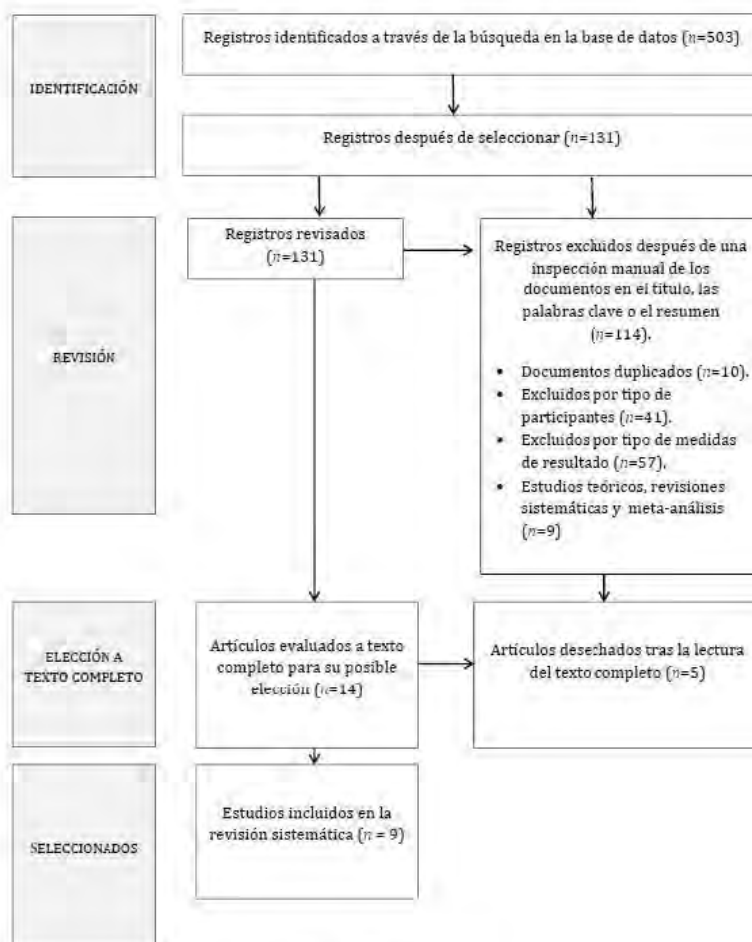 Registros identificados a través de la búsqueda en la base de datos (n=503)
IDENTIFICACIÓN
Registros después de seleccionar (n=131)
Registros revisados
(n=131)
Registros excluidos después de una
inspección manual de los
documentos en el título, las
palabras clave o el resumen
(n=114).
• Documentos duplicados (n=10).
• Excluidos por tipo de
participantes (n=41).
• Excluidos por tipo de medidas
de resultado (n=57).
• Estudios teóricos, revisiones
sistemáticas y meta-análisis
(n=9)
REVISIÓN
ELECCIÓN A
TEXTO COMPLETO
Artículos evaluados a texto
completo para su posible
elección (n=14)
Artículos desechados tras la lectura
del texto completo (n=5)
Estudios incluidos en la
revisión sistemática (n = 9)
SELECCIONADOS